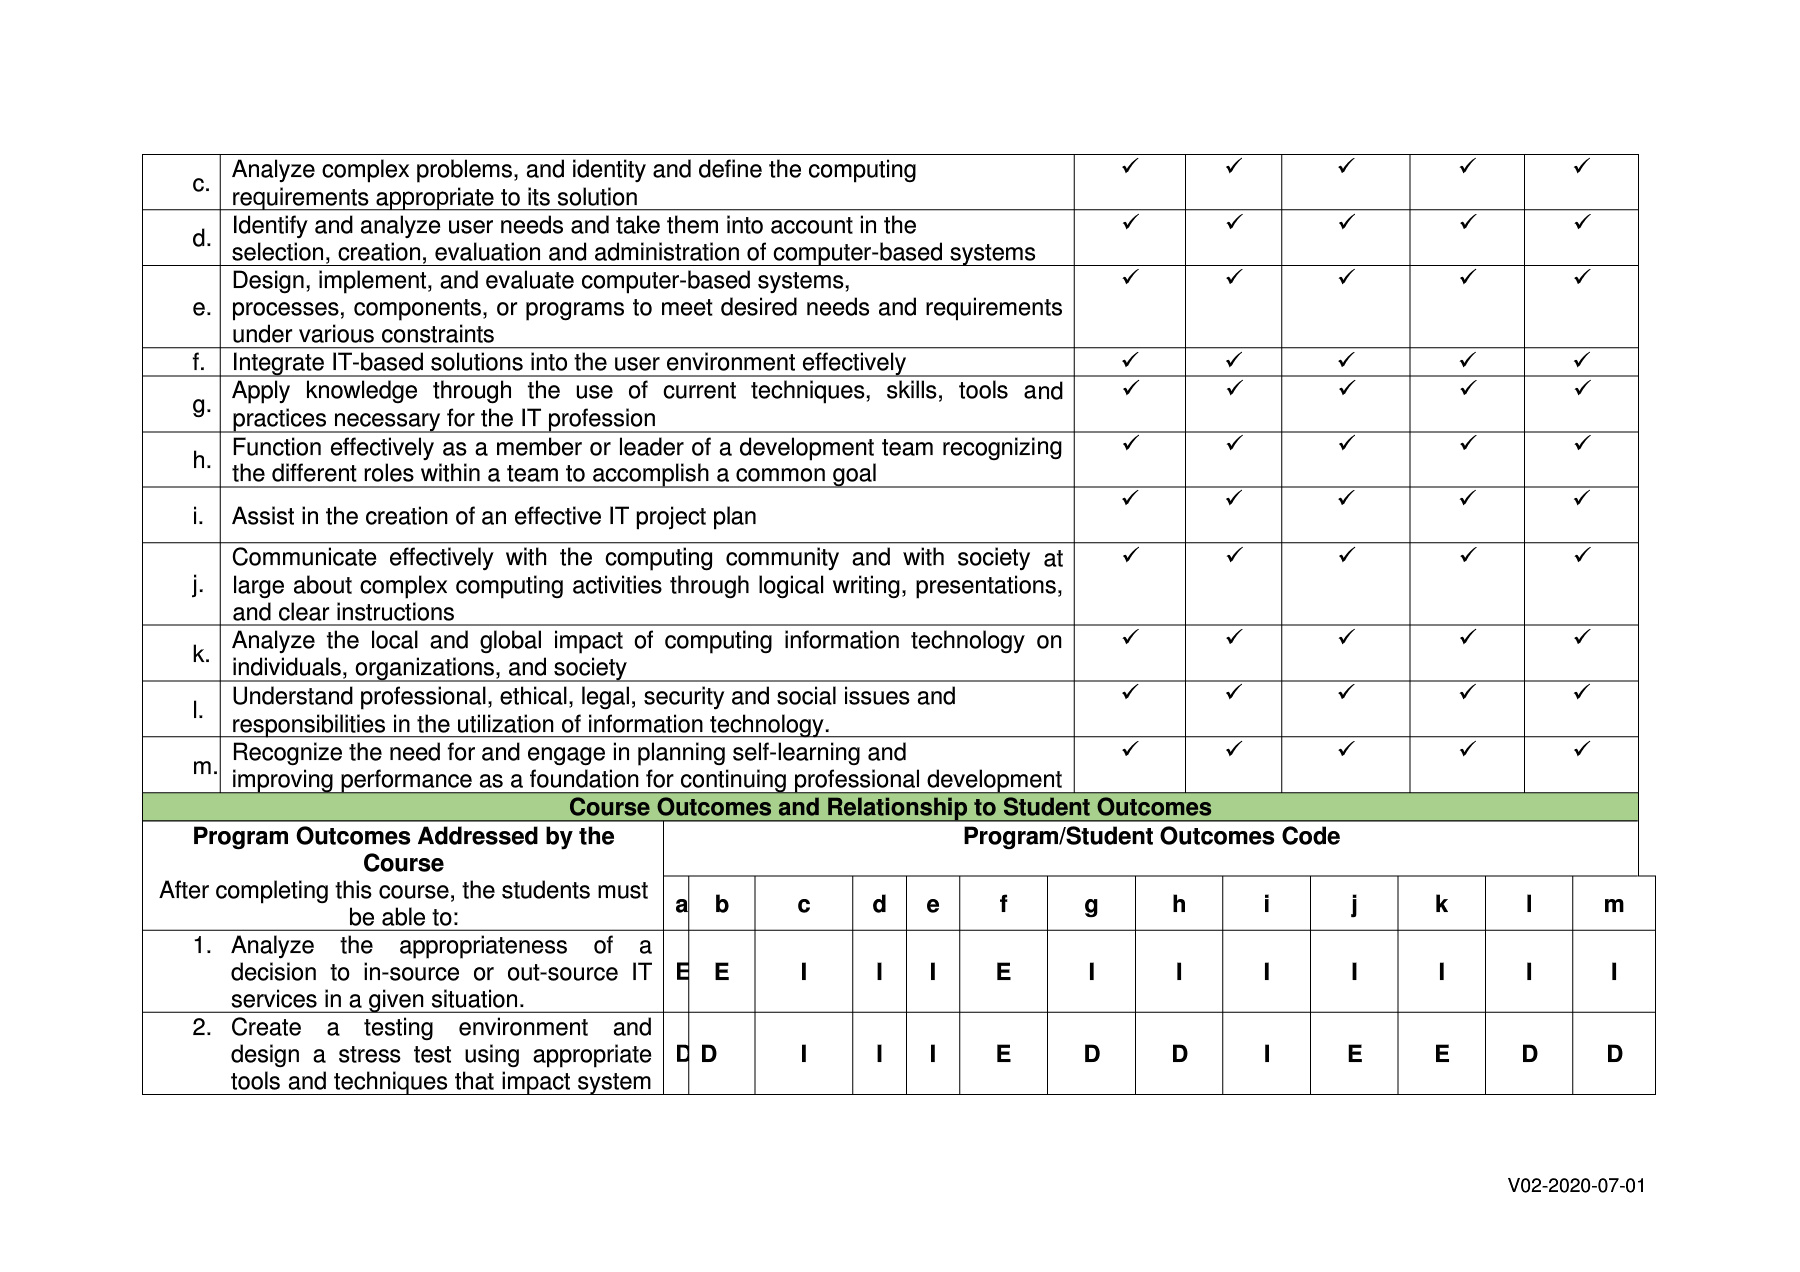 c. Analyze complex problems, and identity and define the computing ✓ ✓ ✓ ✓ ✓
requirements appropriate to its solution
d. Identify and analyze user needs and take them into account in the ✓ ✓ ✓ ✓ ✓
selection, creation, evaluation and administration of computer-based systems
e. Design, implement, and evaluate computer-based systems, ✓ ✓ ✓ ✓ ✓
processes, components, or programs to meet desired needs and requirements
under various constraints
f. Integrate IT-based solutions into the user environment effectively ✓ ✓ ✓ ✓ ✓
g. Apply knowledge through the use of current techniques, skills, tools and ✓ ✓ ✓ ✓ ✓
practices necessary for the IT profession
h. Function effectively as a member or leader of a development team recognizing ✓ ✓ ✓ ✓ ✓
the different roles within a team to accomplish a common goal
i. Assist in the creation of an effective IT project plan ✓ ✓ ✓ ✓ ✓
j. Communicate effectively with the computing community and with society at ✓ ✓ ✓ ✓ ✓
large about complex computing activities through logical writing, presentations,
and clear instructions
k. Analyze the local and global impact of computing information technology on ✓ ✓ ✓ ✓ ✓
individuals, organizations, and society
l. Understand professional, ethical, legal, security and social issues and ✓ ✓ ✓ ✓ ✓
responsibilities in the utilization of information technology.
m. Recognize the need for and engage in planning self-learning and ✓ ✓ ✓ ✓ ✓
improving performance as a foundation for continuing professional development
Course Outcomes and Relationship to Student Outcomes
Program Outcomes Addressed by the
Course
After completing this course, the students must
be able to:
Program/Student Outcomes Code
a b c d e f g h i j k l m
1. Analyze the appropriateness of a
decision to in-source or out-source IT
services in a given situation.
E E I I I E I I I I I I I
2. Create a testing environment and
design a stress test using appropriate
tools and techniques that impact system
D D I I I E D D I E E D D
V02-2020-07-01